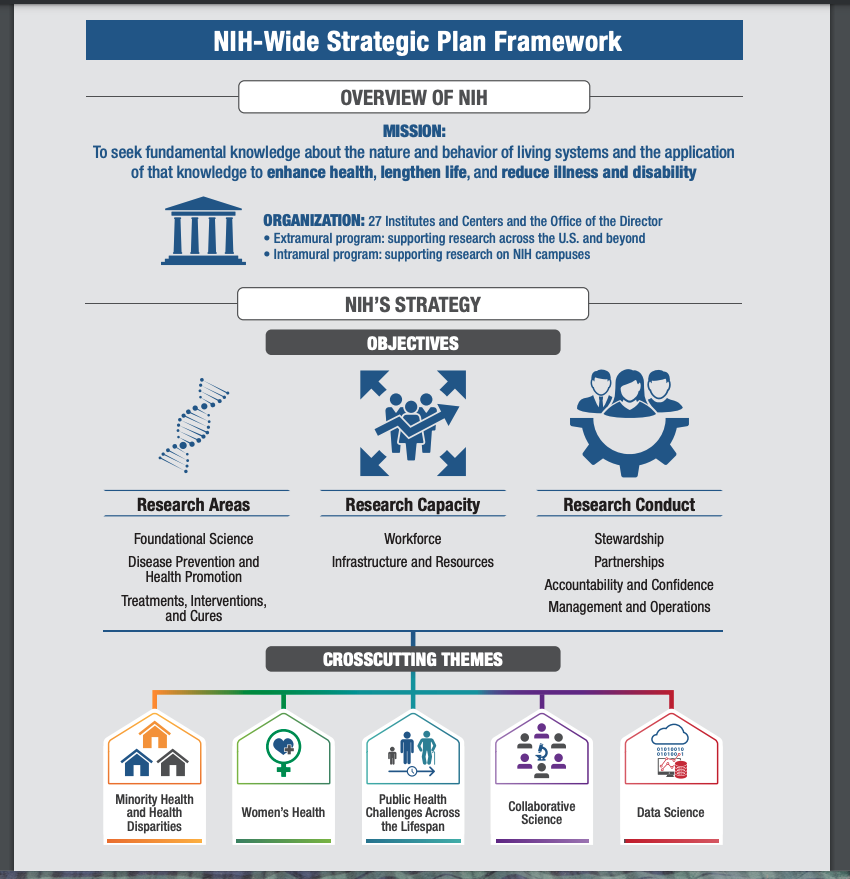 NIH-Wide Strategic Plan Framework
OVERVIEW OF NIH
MISSION:
To seek fundamental knowledge about the nature and behavior of living systems and the application
of that knowledge to enhance health, lengthen life, and reduce illness and disability
ORGANIZATION: 27 Institutes and Centers and the Office of the Director
• Extramural program: supporting research across the U.S. and beyond
• Intramural program: supporting research on NIH campuses
NIH'S STRATEGY
OBJECTIVES
Research Areas
Foundational Science
Disease Prevention and
Health Promotion
Treatments, Interventions,
and Cures
Research Capacity
Workforce
Infrastructure and Resources
Research Conduct
Stewardship
Partnerships
Accountability and Confidence
Management and Operations
CROSSCUTTING THEMES
Minority Health
and Health
Disparities
Women's Health
Public Health
Challenges Across
the Lifespan
Collaborative
Science
01010010
010100c1
Data Science